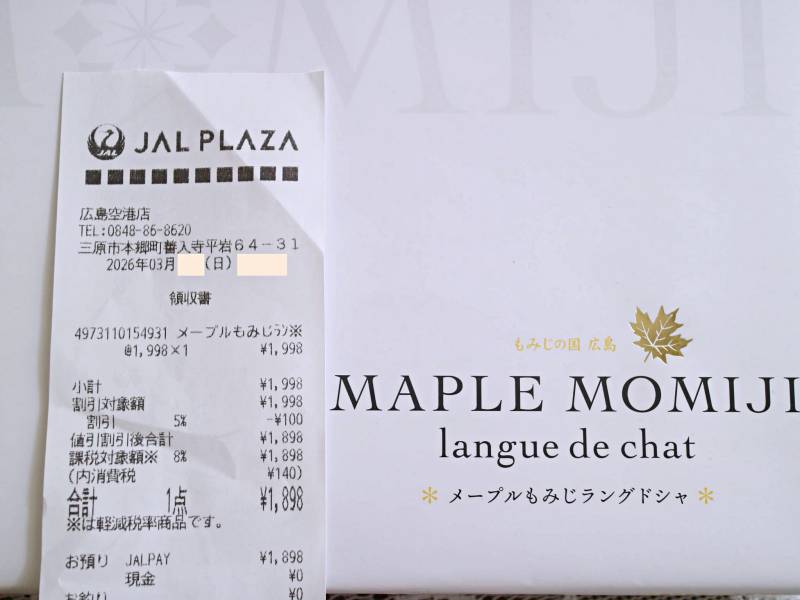 JAL
JAL PLAZA
広島空港店
TEL:0848-86-8620
三原市本郷町善入寺平岩64-31
2026年03月 (日)
領収書
4973110154931 メープルもみじラン※
@1,998×1 ¥1,998
小計 ¥1,998
割引対象額 ¥1,998
割引 5% -¥100
値引割引後合計 ¥1,898
課税対象額※ 8% ¥1,898
(内消費税 ¥140)
合計 1点 ¥1,898
※は軽減税率商品です。
お預り JALPAY ¥1,898
現金 ¥0
お釣り ¥0
MIJI
もみじの国 広島
MAPLE MOMIJI
langue de chat
* メープルもみじラングドシャ *